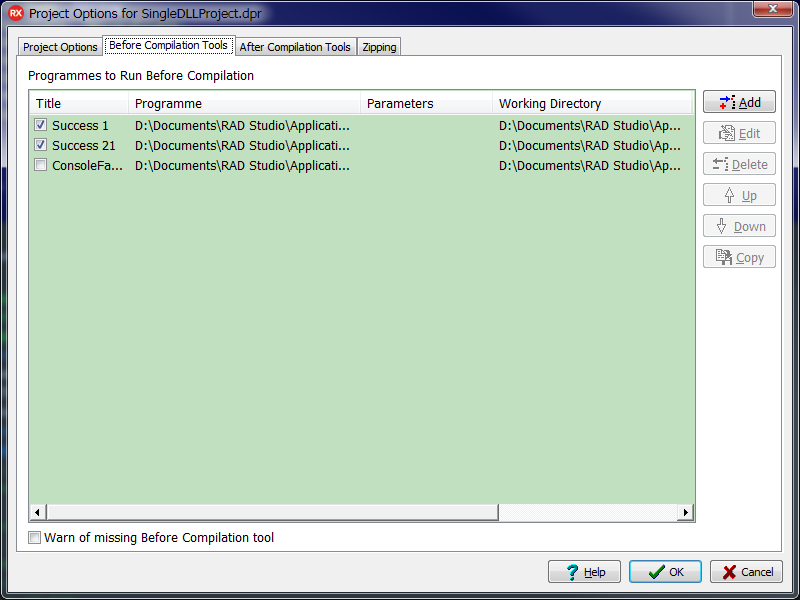 RX Project Options for SingleDLLProject.dpr
Project Options Before Compilation Tools After Compilation Tools Zipping
Programmes to Run Before Compilation
Title Programme Parameters Working Directory
Success 1 D:\Documents\RAD Studio\Applicati... D:\Documents\RAD Studio\Ap...
Success 21 D:\Documents\RAD Studio\Applicati... D:\Documents\RAD Studio\Ap...
ConsoleFa... D:\Documents\RAD Studio\Applicati... D:\Documents\RAD Studio\Ap...
Add
Edit
Delete
Up
Down
Copy
Warn of missing Before Compilation tool
Help OK Cancel